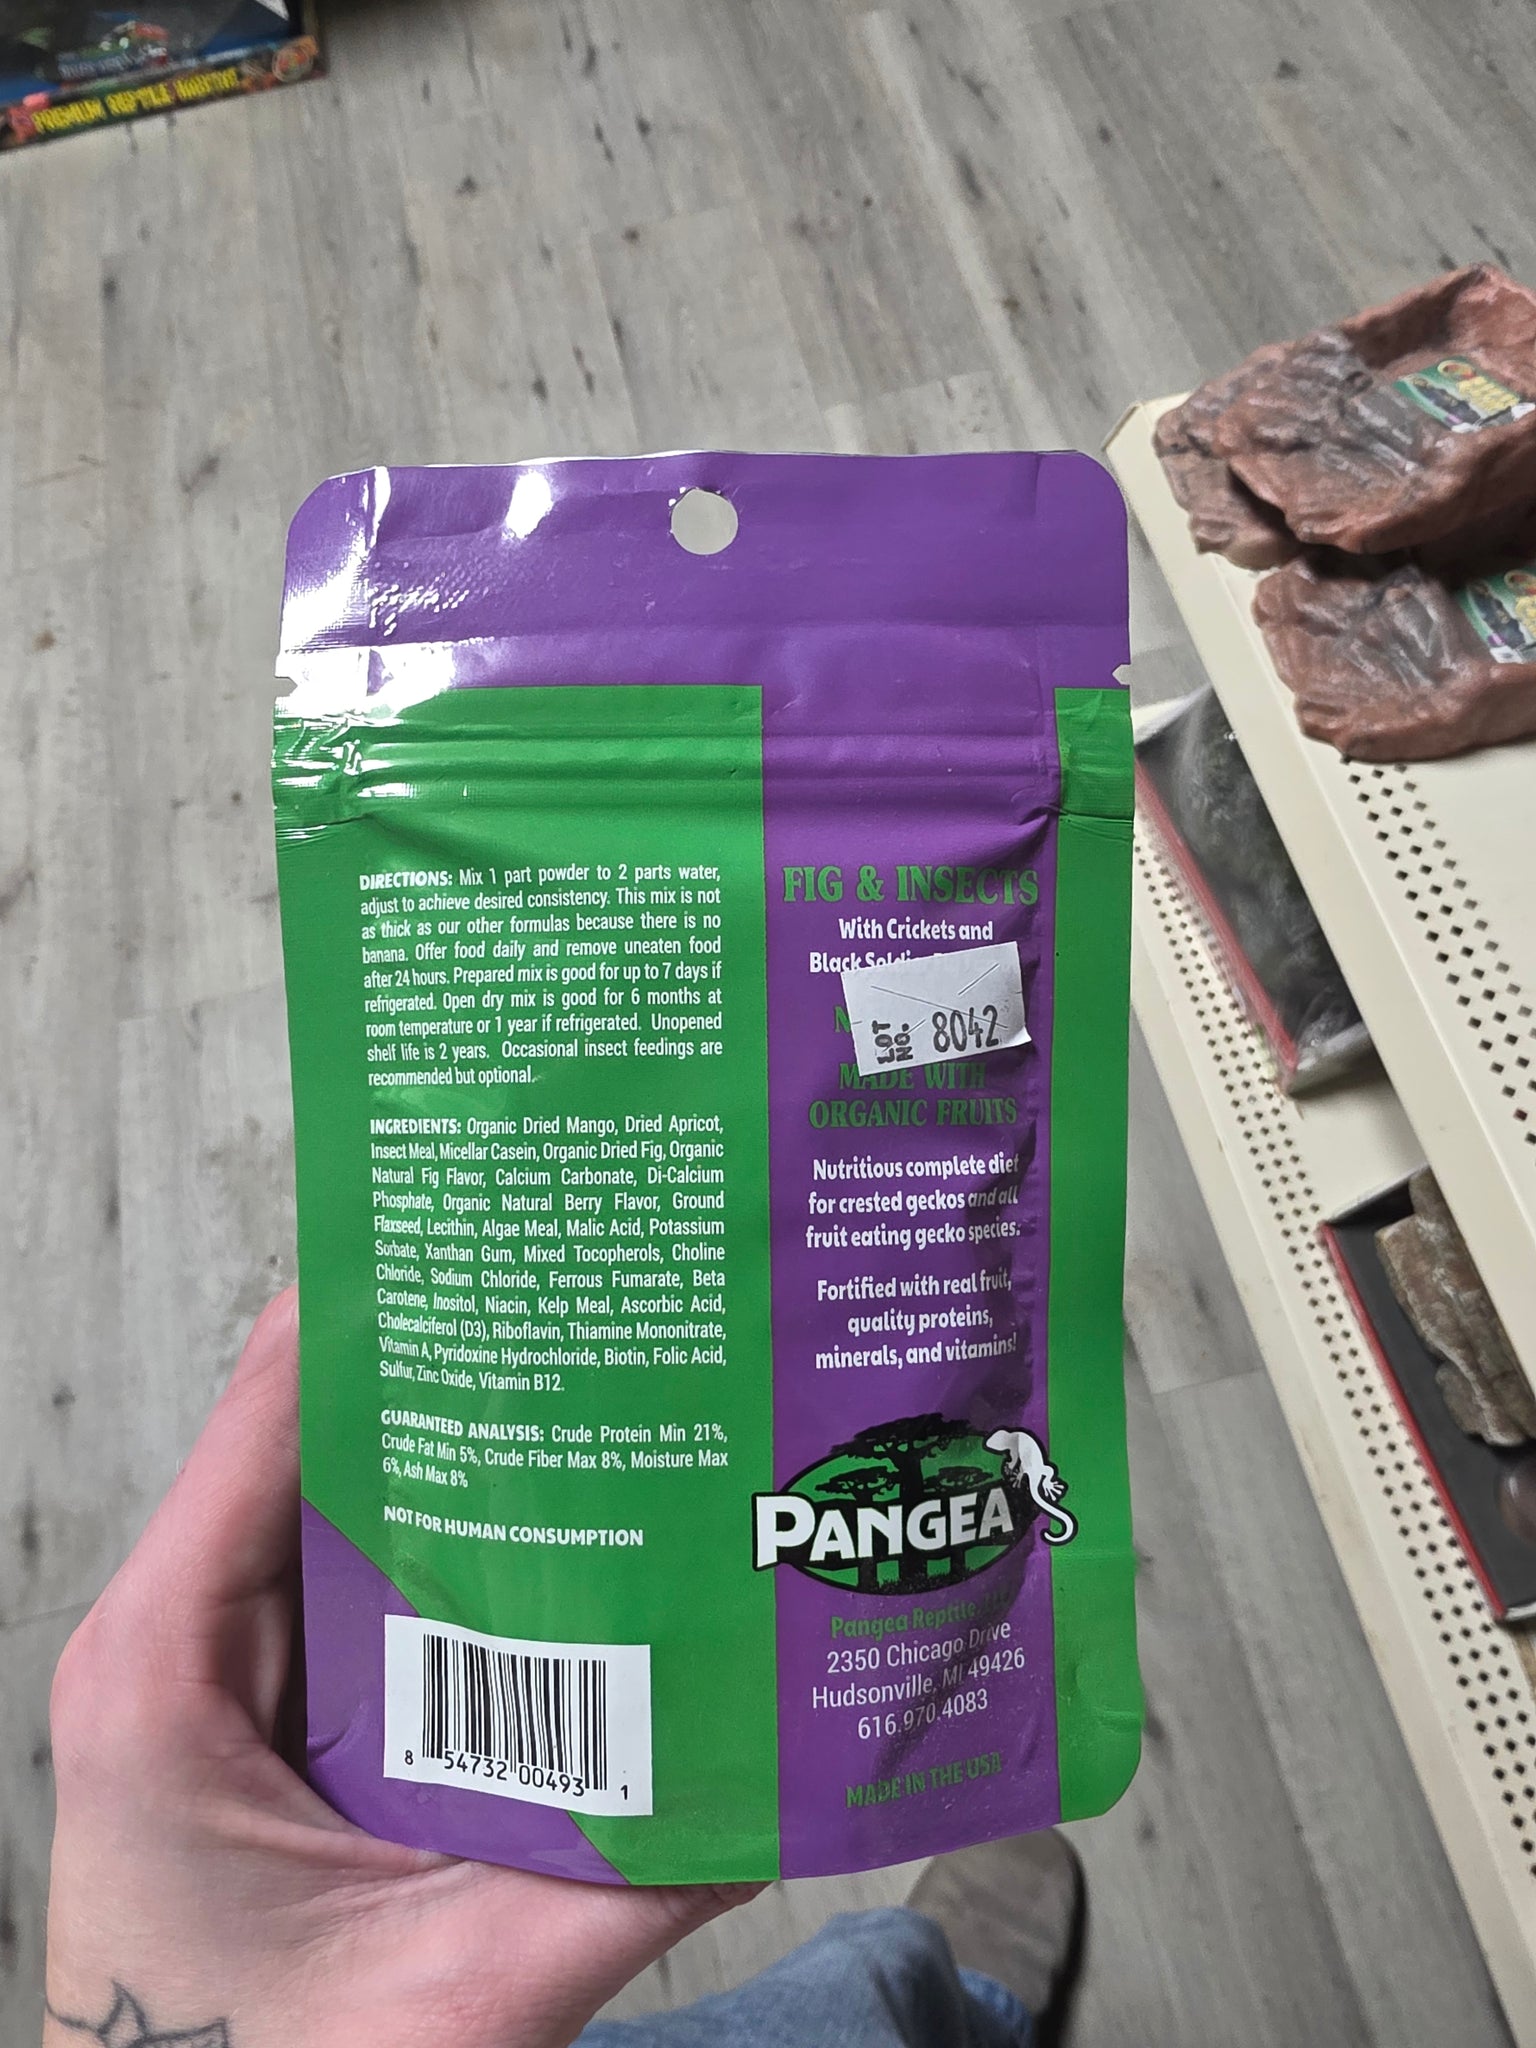 PREMIUM REPTILE HABITAT
DIRECTIONS: Mix 1 part powder to 2 parts water,
adjust to achieve desired consistency. This mix is not
as thick as our other formulas because there is no
banana. Offer food daily and remove uneaten food
after 24 hours. Prepared mix is good for up to 7 days if
refrigerated. Open dry mix is good for 6 months at
room temperature or 1 year if refrigerated. Unopened
shelf life is 2 years. Occasional insect feedings are
recommended but optional.
INGREDIENTS: Organic Dried Mango, Dried Apricot,
Insect Meal, Micellar Casein, Organic Dried Fig, Organic
Natural Fig Flavor, Calcium Carbonate, Di-Calcium
Phosphate, Organic Natural Berry Flavor, Ground
Flaxseed, Lecithin, Algae Meal, Malic Acid, Potassium
Sorbate, Xanthan Gum, Mixed Tocopherols, Choline
Chloride, Sodium Chloride, Ferrous Fumarate, Beta
Carotene, Inositol, Niacin, Kelp Meal, Ascorbic Acid,
Cholecalciferol (D3), Riboflavin, Thiamine Mononitrate,
Vitamin A, Pyridoxine Hydrochloride, Biotin, Folic Acid,
Sulfur, Zinc Oxide, Vitamin B12.
GUARANTEED ANALYSIS: Crude Protein Min 21%,
Crude Fat Min 5%, Crude Fiber Max 8%, Moisture Max
6%, Ash Max 8%
NOT FOR HUMAN CONSUMPTION
8 54732 00493 1
FIG & INSECTS
With Crickets and
Black
LOT NO. 8042
MADE WITH
ORGANIC FRUITS
Nutritious complete diet
for crested geckos and all
fruit eating gecko species.
Fortified with real fruit,
quality proteins,
minerals, and vitamins!
PANGEA
Pangea Reptile
2350 Chicago Drive
Hudsonville, MI 49426
616.970.4083
MADE IN THE USA